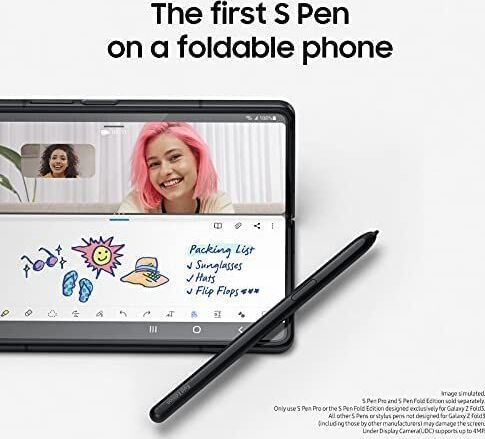 The first S Pen
on a foldable phone
100%
Packing List
✓ Sunglasses
✓ Hats
✓ Flip Flops ***
Image simulated.
S Pen Pro and S Pen Fold Edition sold separately.
Only use S Pen Pro or the S Pen Fold Edition designed exclusively for Galaxy Z Fold3.
All other S Pens or stylus pens not designed for Galaxy Z Fold3
(including those by other manufacturers) may damage the screen.
Under Display Camera(UDC) supports up to 4MP.